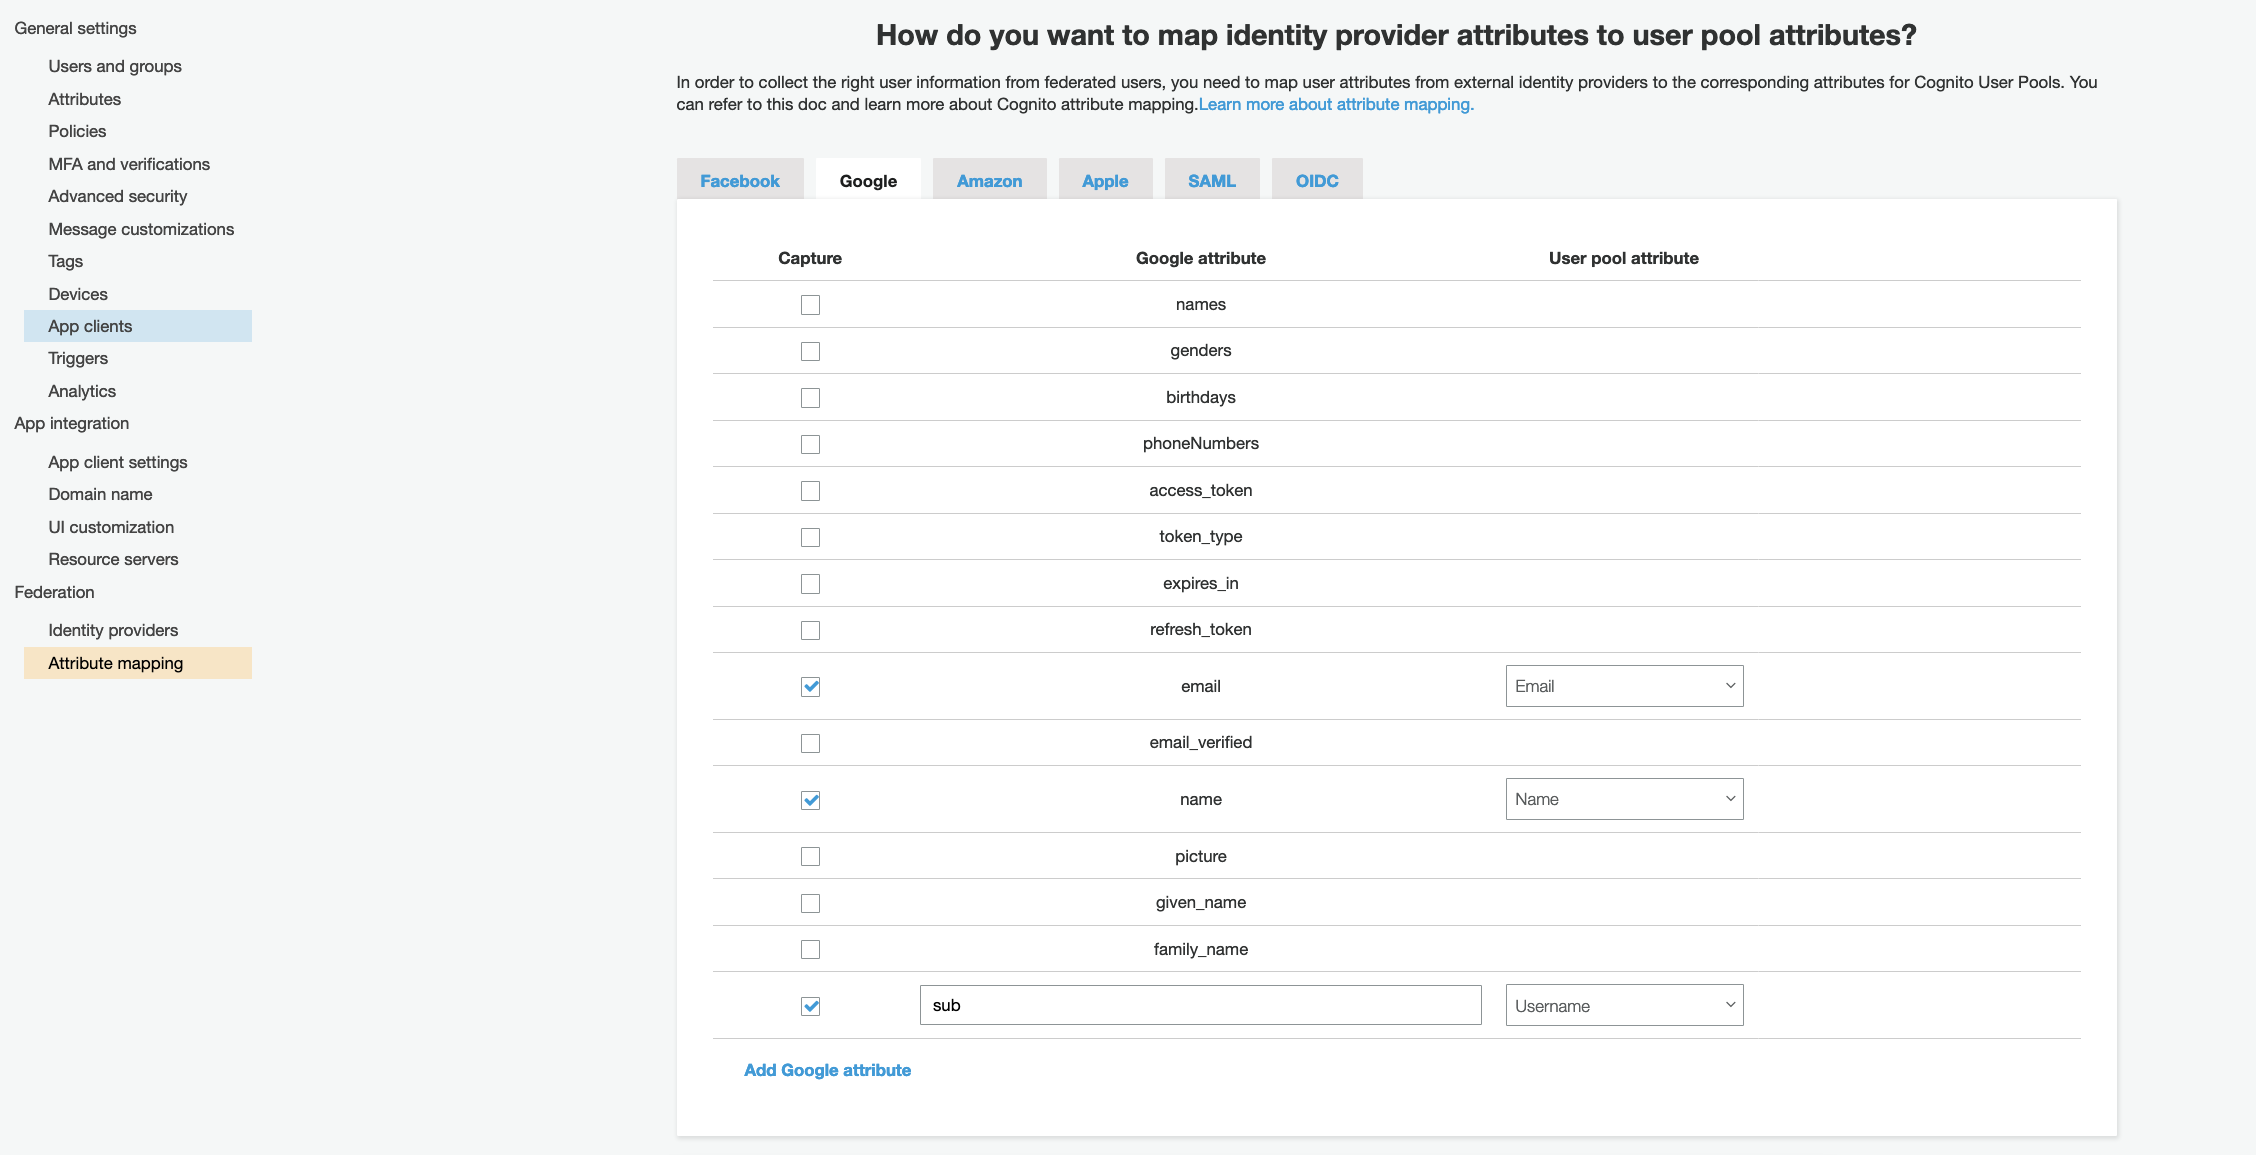 General settings
Users and groups
Attributes
Policies
MFA and verifications
Advanced security
Message customizations
Tags
Devices
App clients
Triggers
Analytics
App integration
App client settings
Domain name
UI customization
Resource servers
Federation
Identity providers
Attribute mapping
How do you want to map identity provider attributes to user pool attributes?
In order to collect the right user information from federated users, you need to map user attributes from external identity providers to the corresponding attributes for Cognito User Pools. You
can refer to this doc and learn more about Cognito attribute mapping.Learn more about attribute mapping.
Facebook Google Amazon Apple SAML OIDC
Capture Google attribute User pool attribute
names
genders
birthdays
phoneNumbers
access_token
token_type
expires_in
refresh_token
email Email
email_verified
name Name
picture
given_name
family_name
sub Username
Add Google attribute